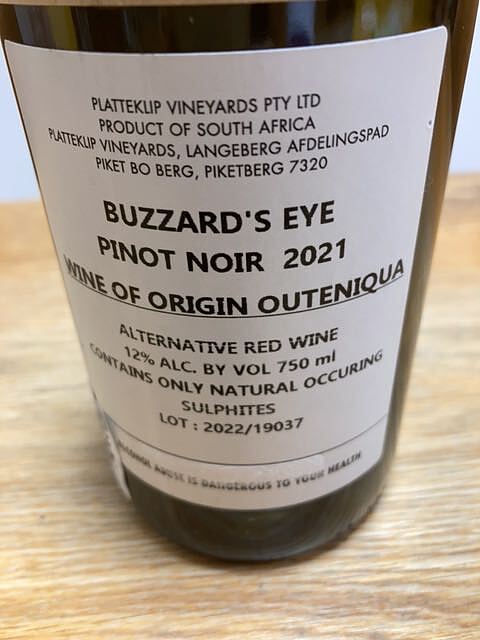 PLATTEKLIP VINEYARDS PTY LTD
PRODUCT OF SOUTH AFRICA
PLATTEKLIP VINEYARDS, LANGEBERG AFDELINGSPAD
PIKET BO BERG, PIKETBERG 7320
BUZZARD'S EYE
PINOT NOIR 2021
WINE OF ORIGIN OUTENIQUA
ALTERNATIVE RED WINE
12% ALC. BY VOL 750 ml
CONTAINS ONLY NATURAL OCCURING
SULPHITES
LOT : 2022/19037
ALCOHOL ABUSE IS DANGEROUS TO YOUR HEALTH